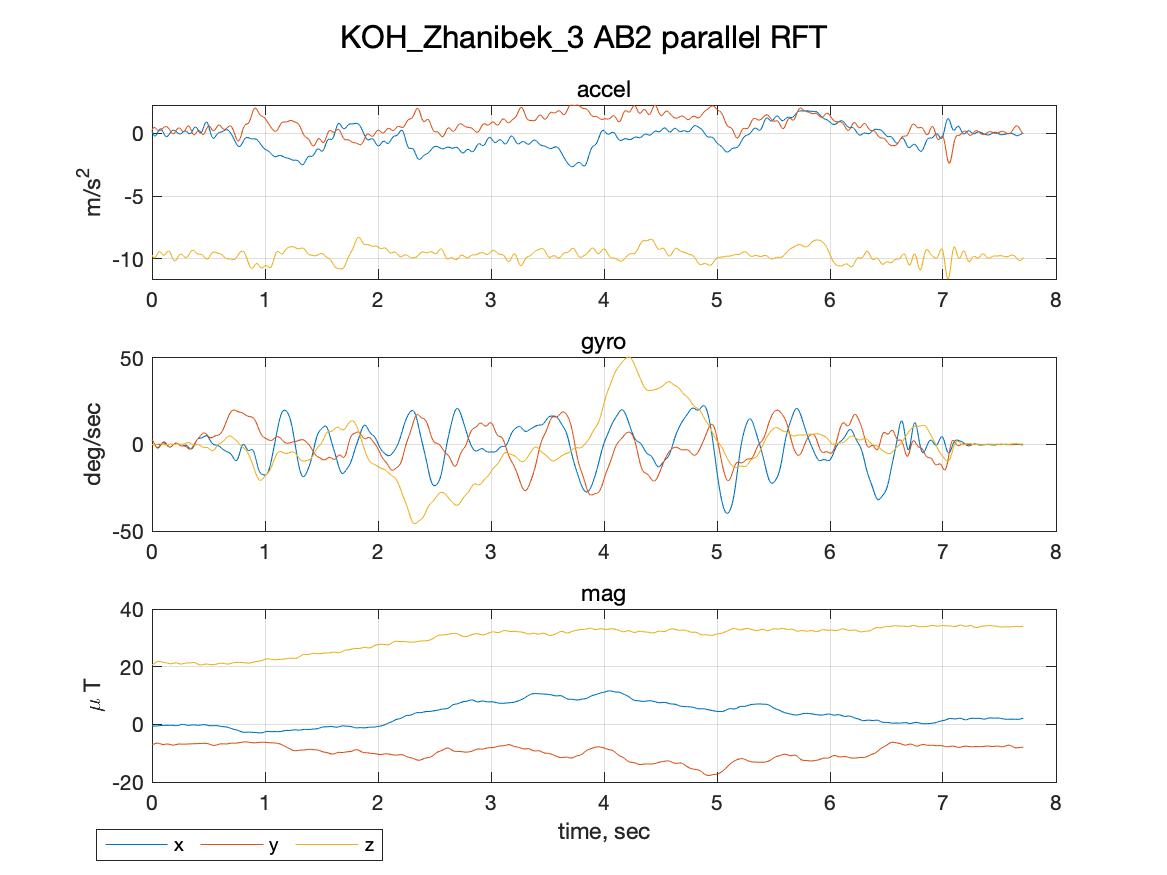 KOH_Zhanibek_3 AB2 parallel RFT
accel
m/s²
0
-5
-10
0 1 2 3 4 5 6 7 8
gyro
deg/sec
50
0
-50
0 1 2 3 4 5 6 7 8
mag
μ T
40
20
0
-20
0 1 2 3 4 5 6 7 8
time, sec
x y z